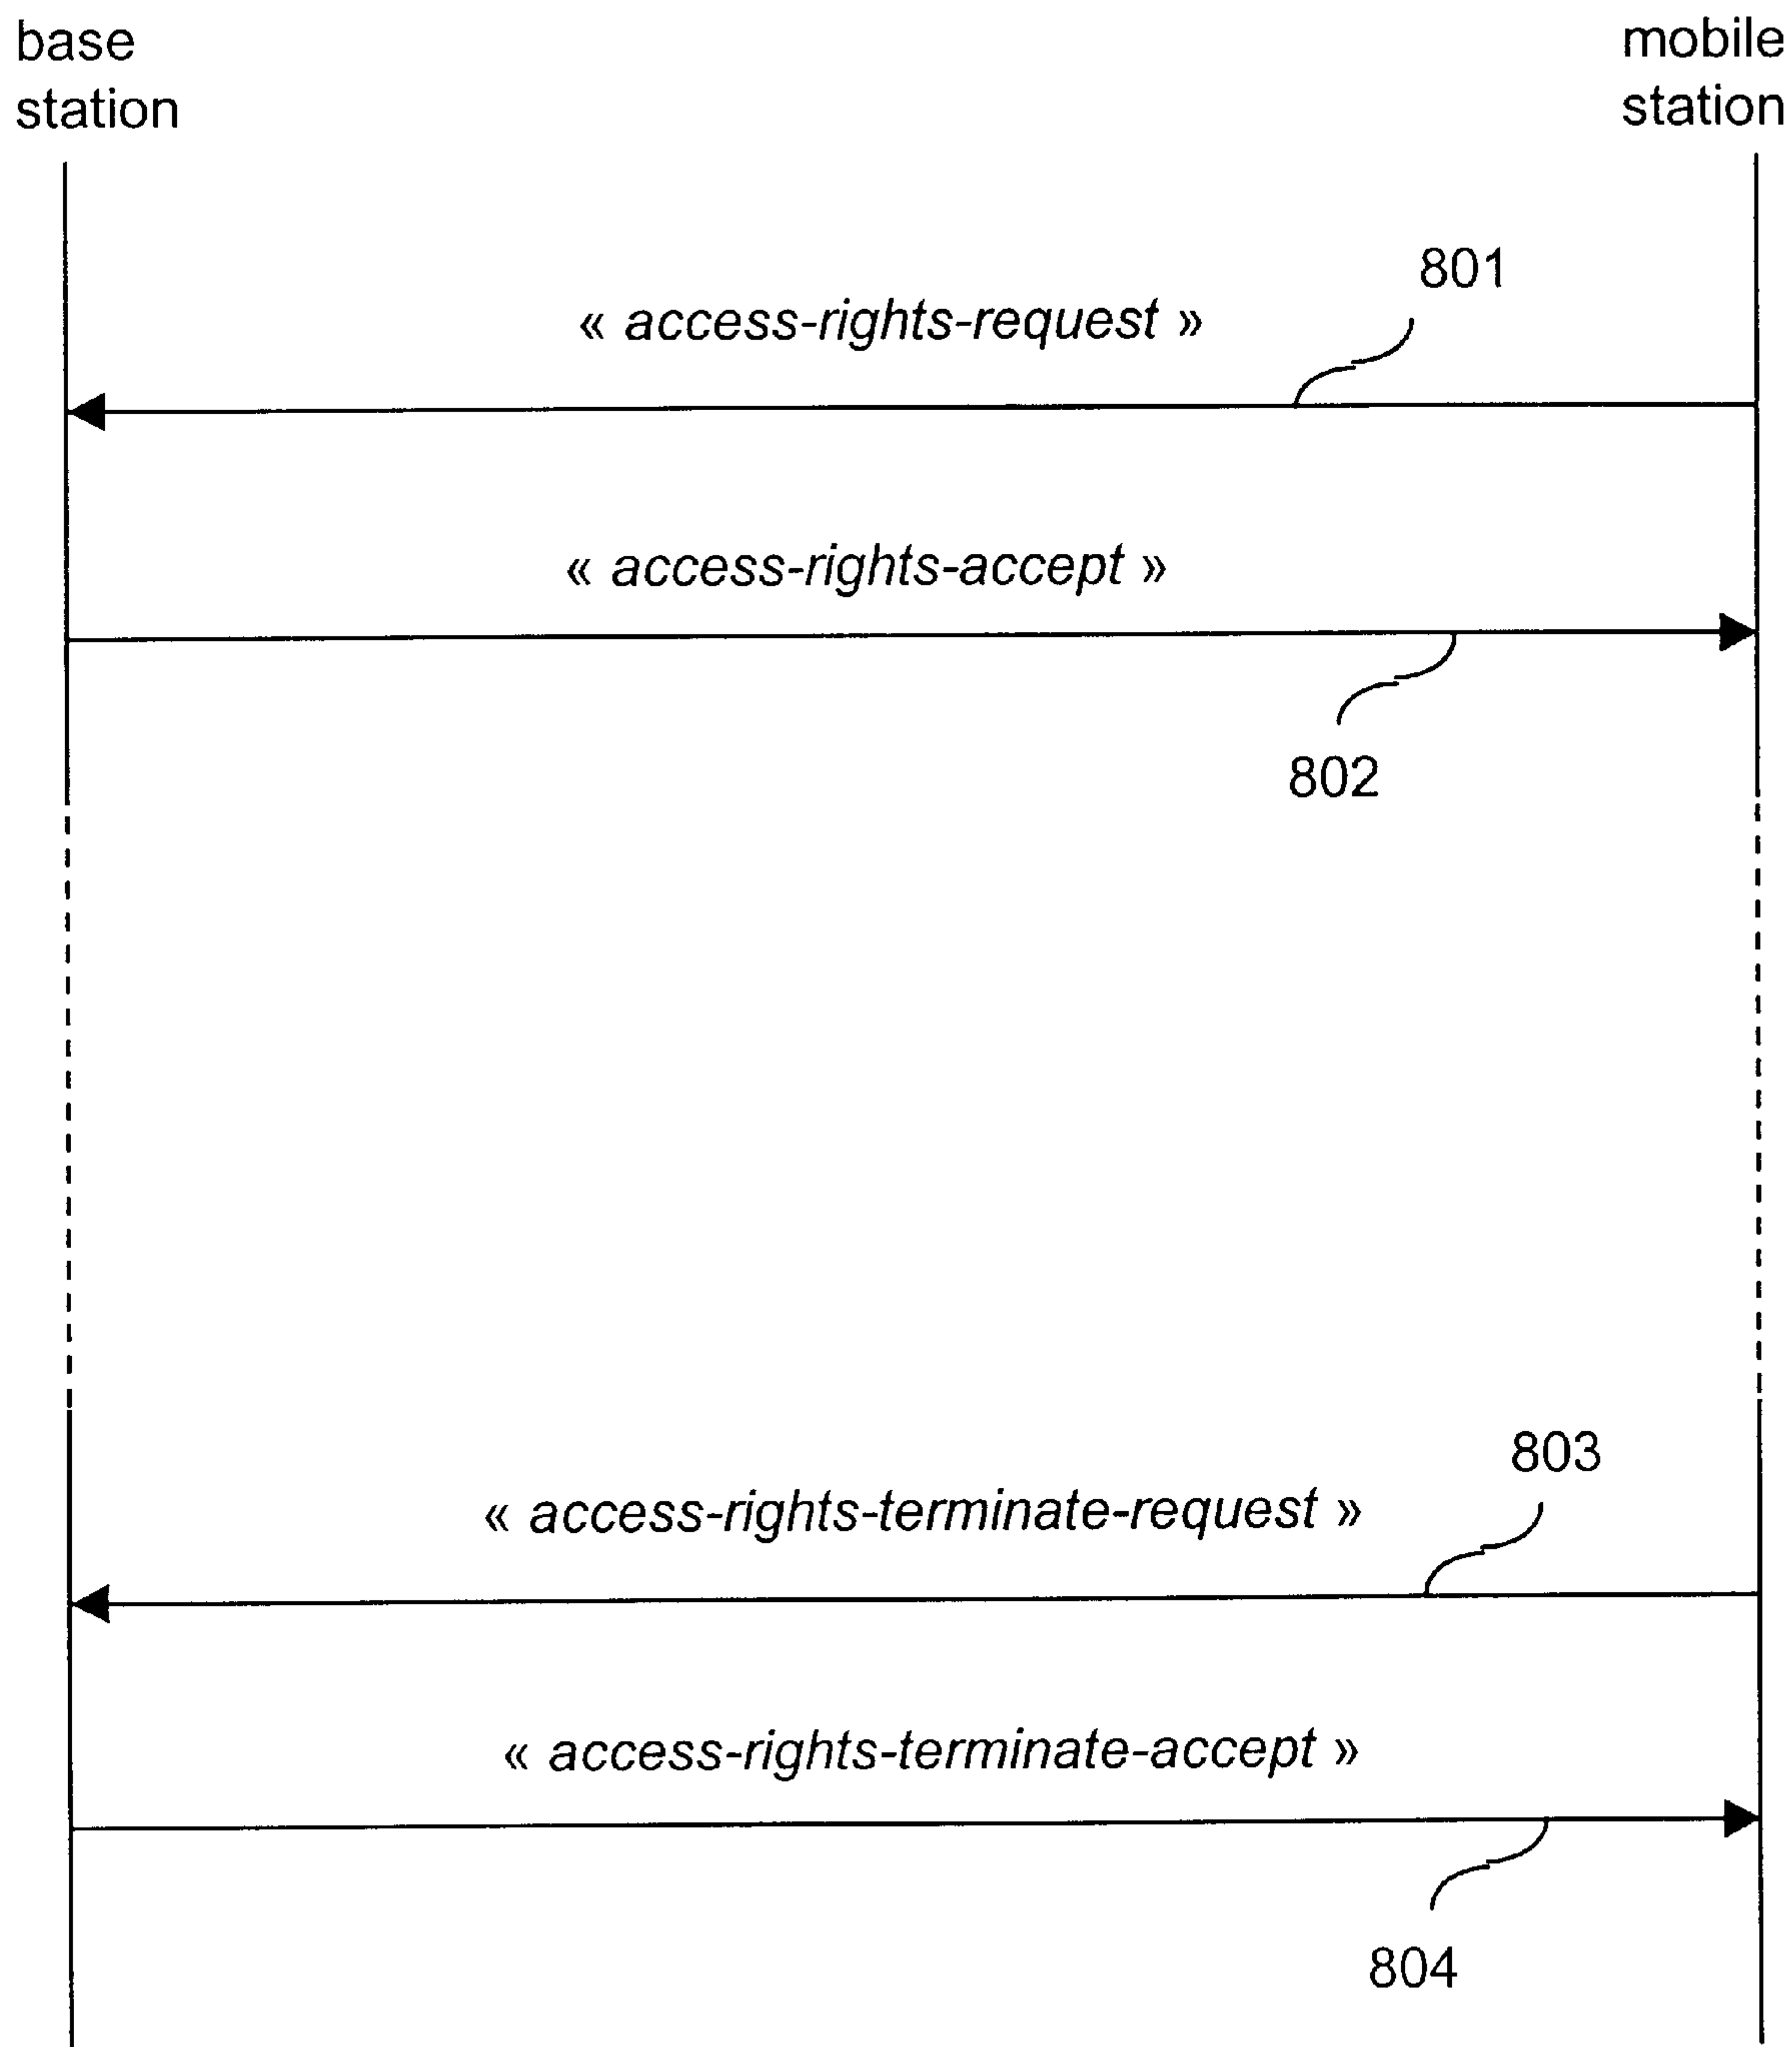 base
station
mobile
station
801
« access-rights-request »
« access-rights-accept »
802
803
« access-rights-terminate-request »
« access-rights-terminate-accept »
804